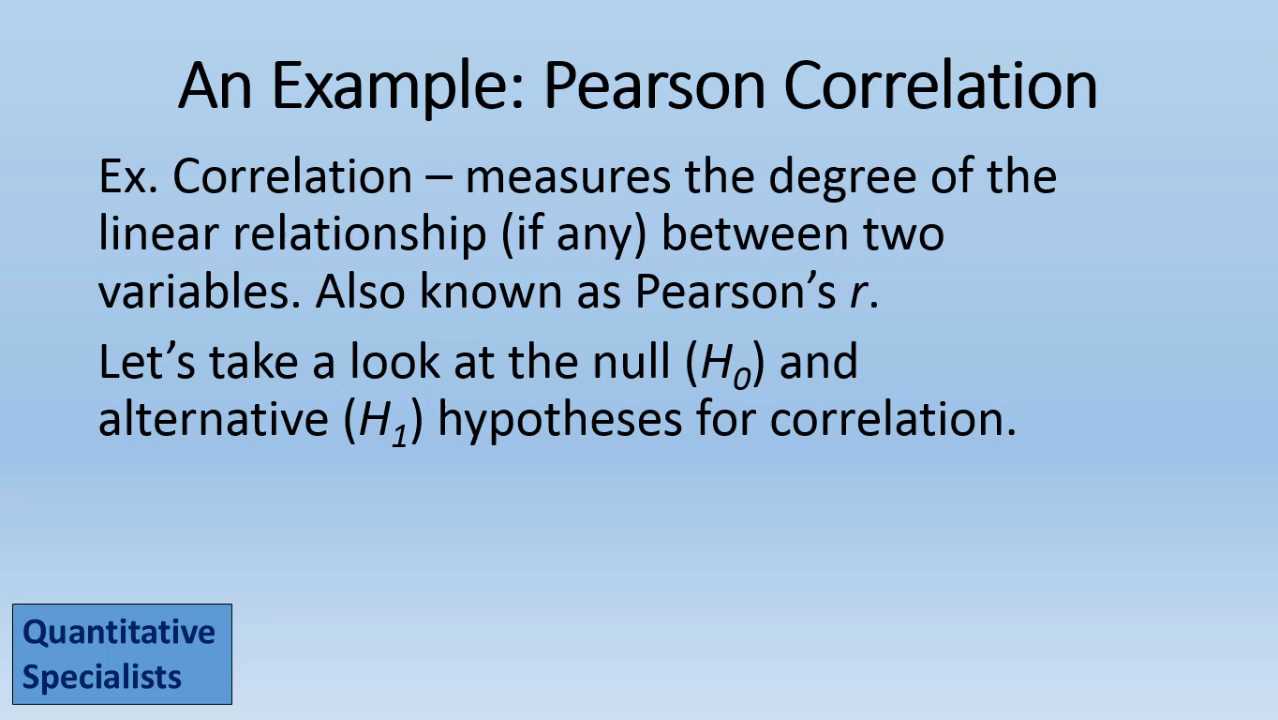 An Example: Pearson Correlation
Ex. Correlation – measures the degree of the
linear relationship (if any) between two
variables. Also known as Pearson’s r.
Let’s take a look at the null (H0) and
alternative (H1) hypotheses for correlation.
Quantitative
Specialists